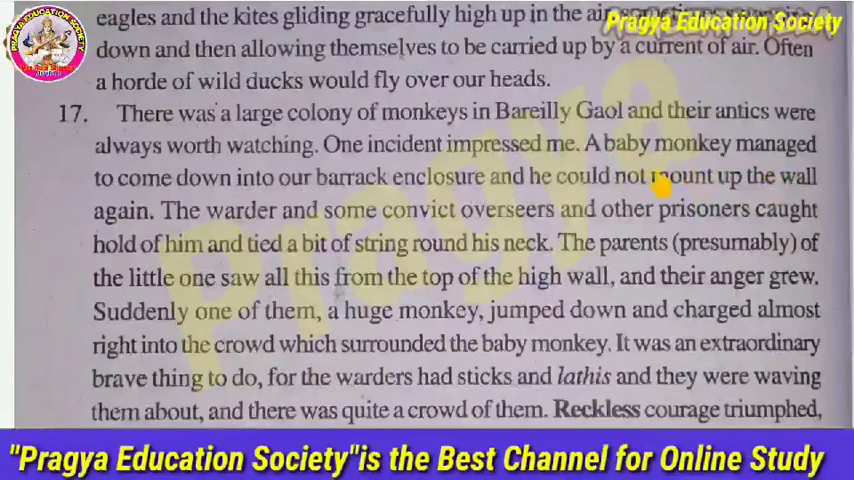 PRAGYA EDUCATION SOCIETY
Pragya Education Society
eagles and the kites gliding gracefully high up in the air, sometimes
down and then allowing themselves to be carried up by a current of air. Often
a horde of wild ducks would fly over our heads.
17. There was a large colony of monkeys in Bareilly Gaol and their antics were
always worth watching. One incident impressed me. A baby monkey managed
to come down into our barrack enclosure and he could not mount up the wall
again. The warder and some convict overseers and other prisoners caught
hold of him and tied a bit of string round his neck. The parents (presumably) of
the little one saw all this from the top of the high wall, and their anger grew.
Suddenly one of them, a huge monkey, jumped down and charged almost
right into the crowd which surrounded the baby monkey. It was an extraordinary
brave thing to do, for the warders had sticks and lathis and they were waving
them about, and there was quite a crowd of them. Reckless courage triumphed,
Pragya
"Pragya Education Society"is the Best Channel for Online Study